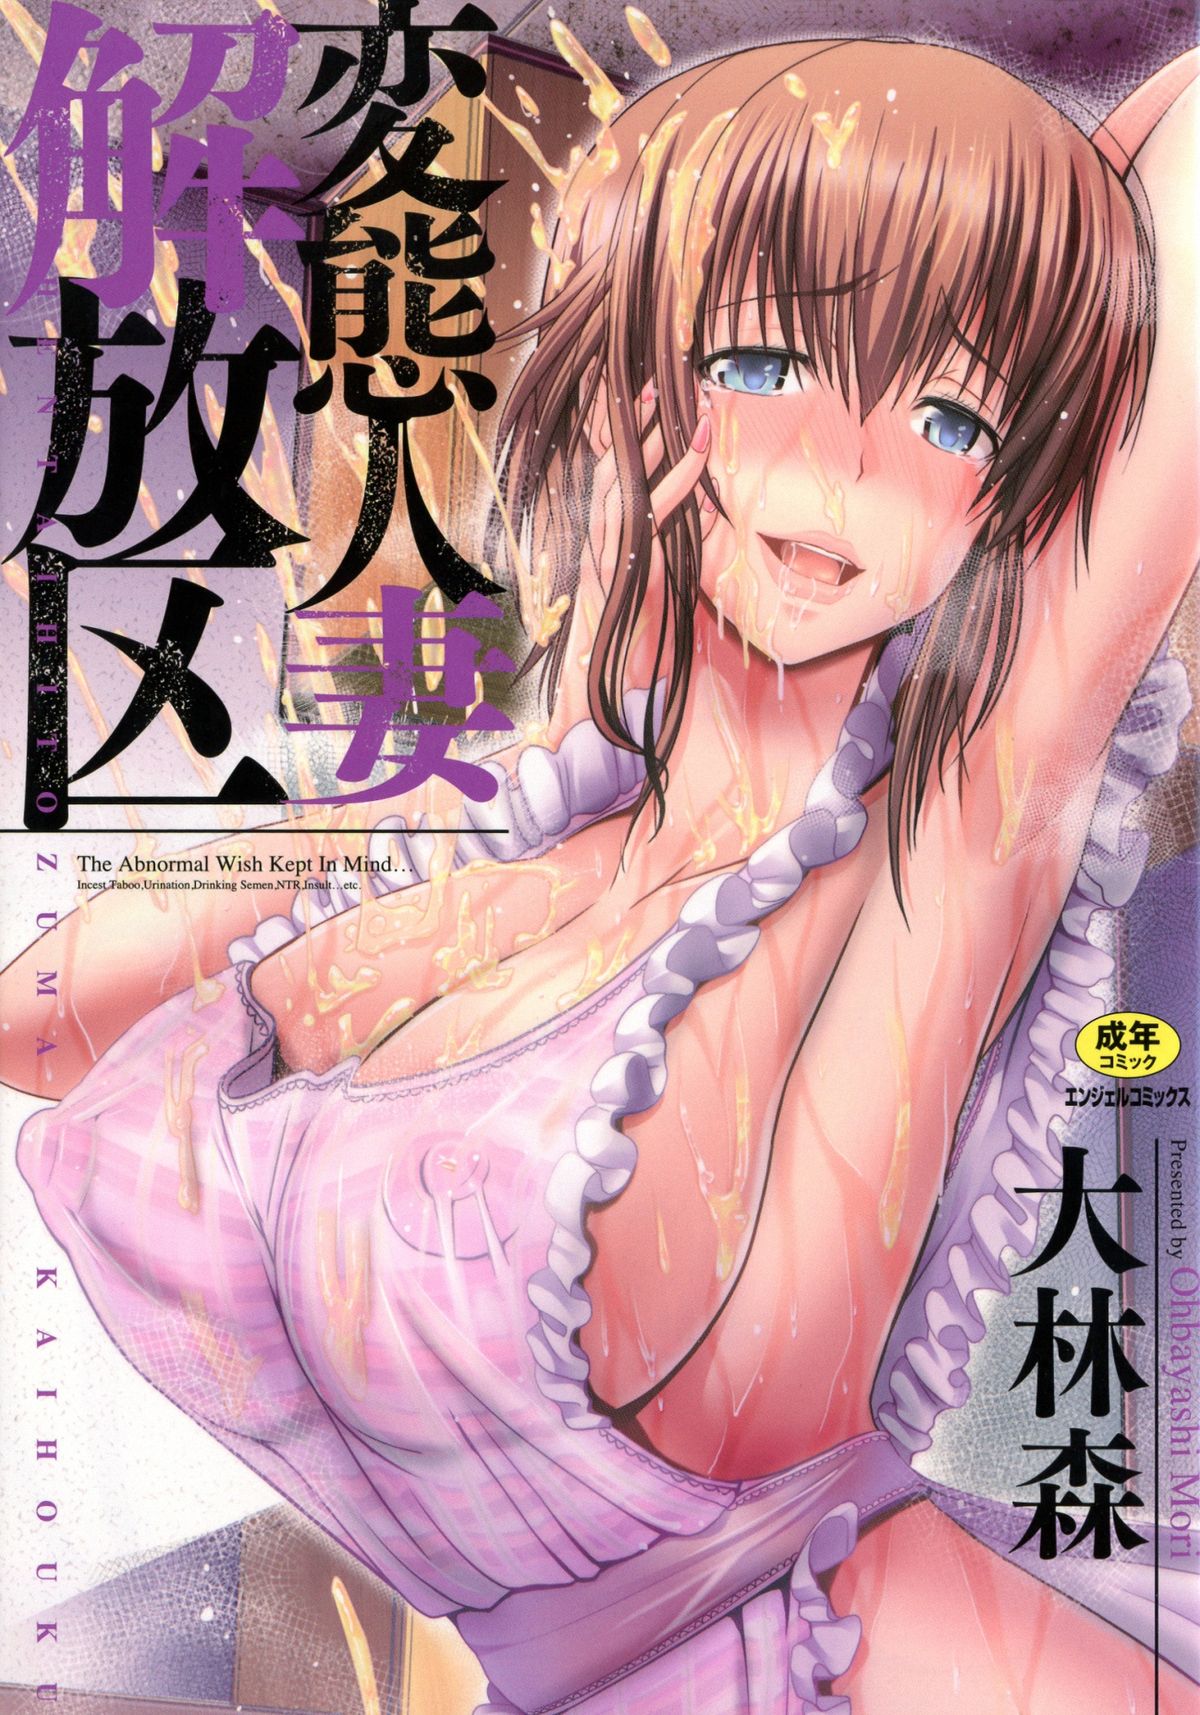 変態人妻
解放区
HENTAI HITO ZUMA KAIHOUKU
The Abnormal Wish Kept In Mind…
Incest Taboo,Urination,Drinking Semen,NTR,Insult…etc.
成年
コミック
エンジェルコミックス
Presented by Ohbayashi Mori
大林森